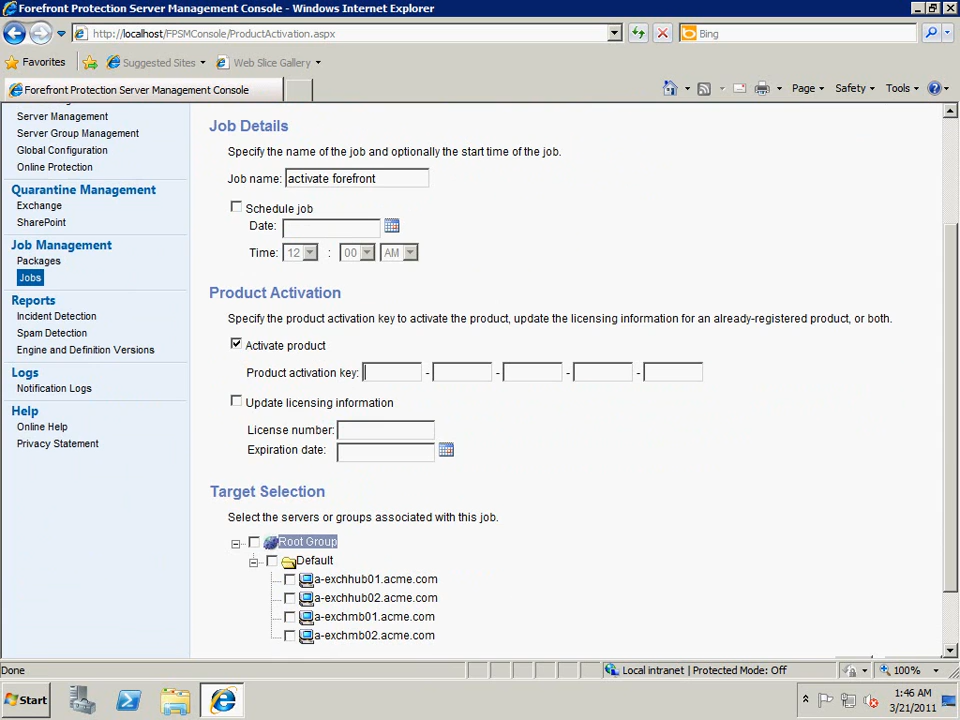 Forefront Protection Server Management Console - Windows Internet Explorer
http://localhost/FPSMConsole/ProductActivation.aspx
Bing
Favorites
Suggested Sites
Web Slice Gallery
Forefront Protection Server Management Console
Page
Safety
Tools
Server Management
Server Group Management
Global Configuration
Online Protection
Quarantine Management
Exchange
SharePoint
Job Management
Packages
Jobs
Reports
Incident Detection
Spam Detection
Engine and Definition Versions
Logs
Notification Logs
Help
Online Help
Privacy Statement
Job Details
Specify the name of the job and optionally the start time of the job.
Job name: activate forefront
Schedule job
Date:
Time: 12 : 00 AM
Product Activation
Specify the product activation key to activate the product, update the licensing information for an already-registered product, or both.
Activate product
Product activation key: - - - -
Update licensing information
License number:
Expiration date:
Target Selection
Select the servers or groups associated with this job.
Root Group
Default
a-exchhub01.acme.com
a-exchhub02.acme.com
a-exchmb01.acme.com
a-exchmb02.acme.com
Done
Local intranet | Protected Mode: Off
100%
Start
1:46 AM
3/21/2011